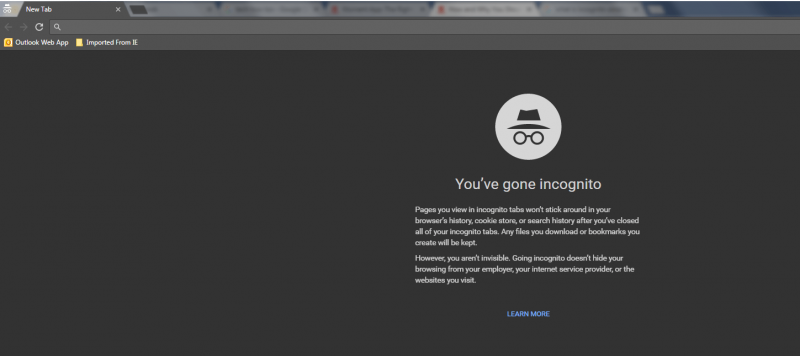 New Tab
Outlook Web App
Imported From IE
You've gone incognito
Pages you view in incognito tabs won't stick around in your
browser's history, cookie store, or search history after you've closed
all of your incognito tabs. Any files you download or bookmarks you
create will be kept.
However, you aren't invisible. Going incognito doesn't hide your
browsing from your employer, your internet service provider, or the
websites you visit.
LEARN MORE